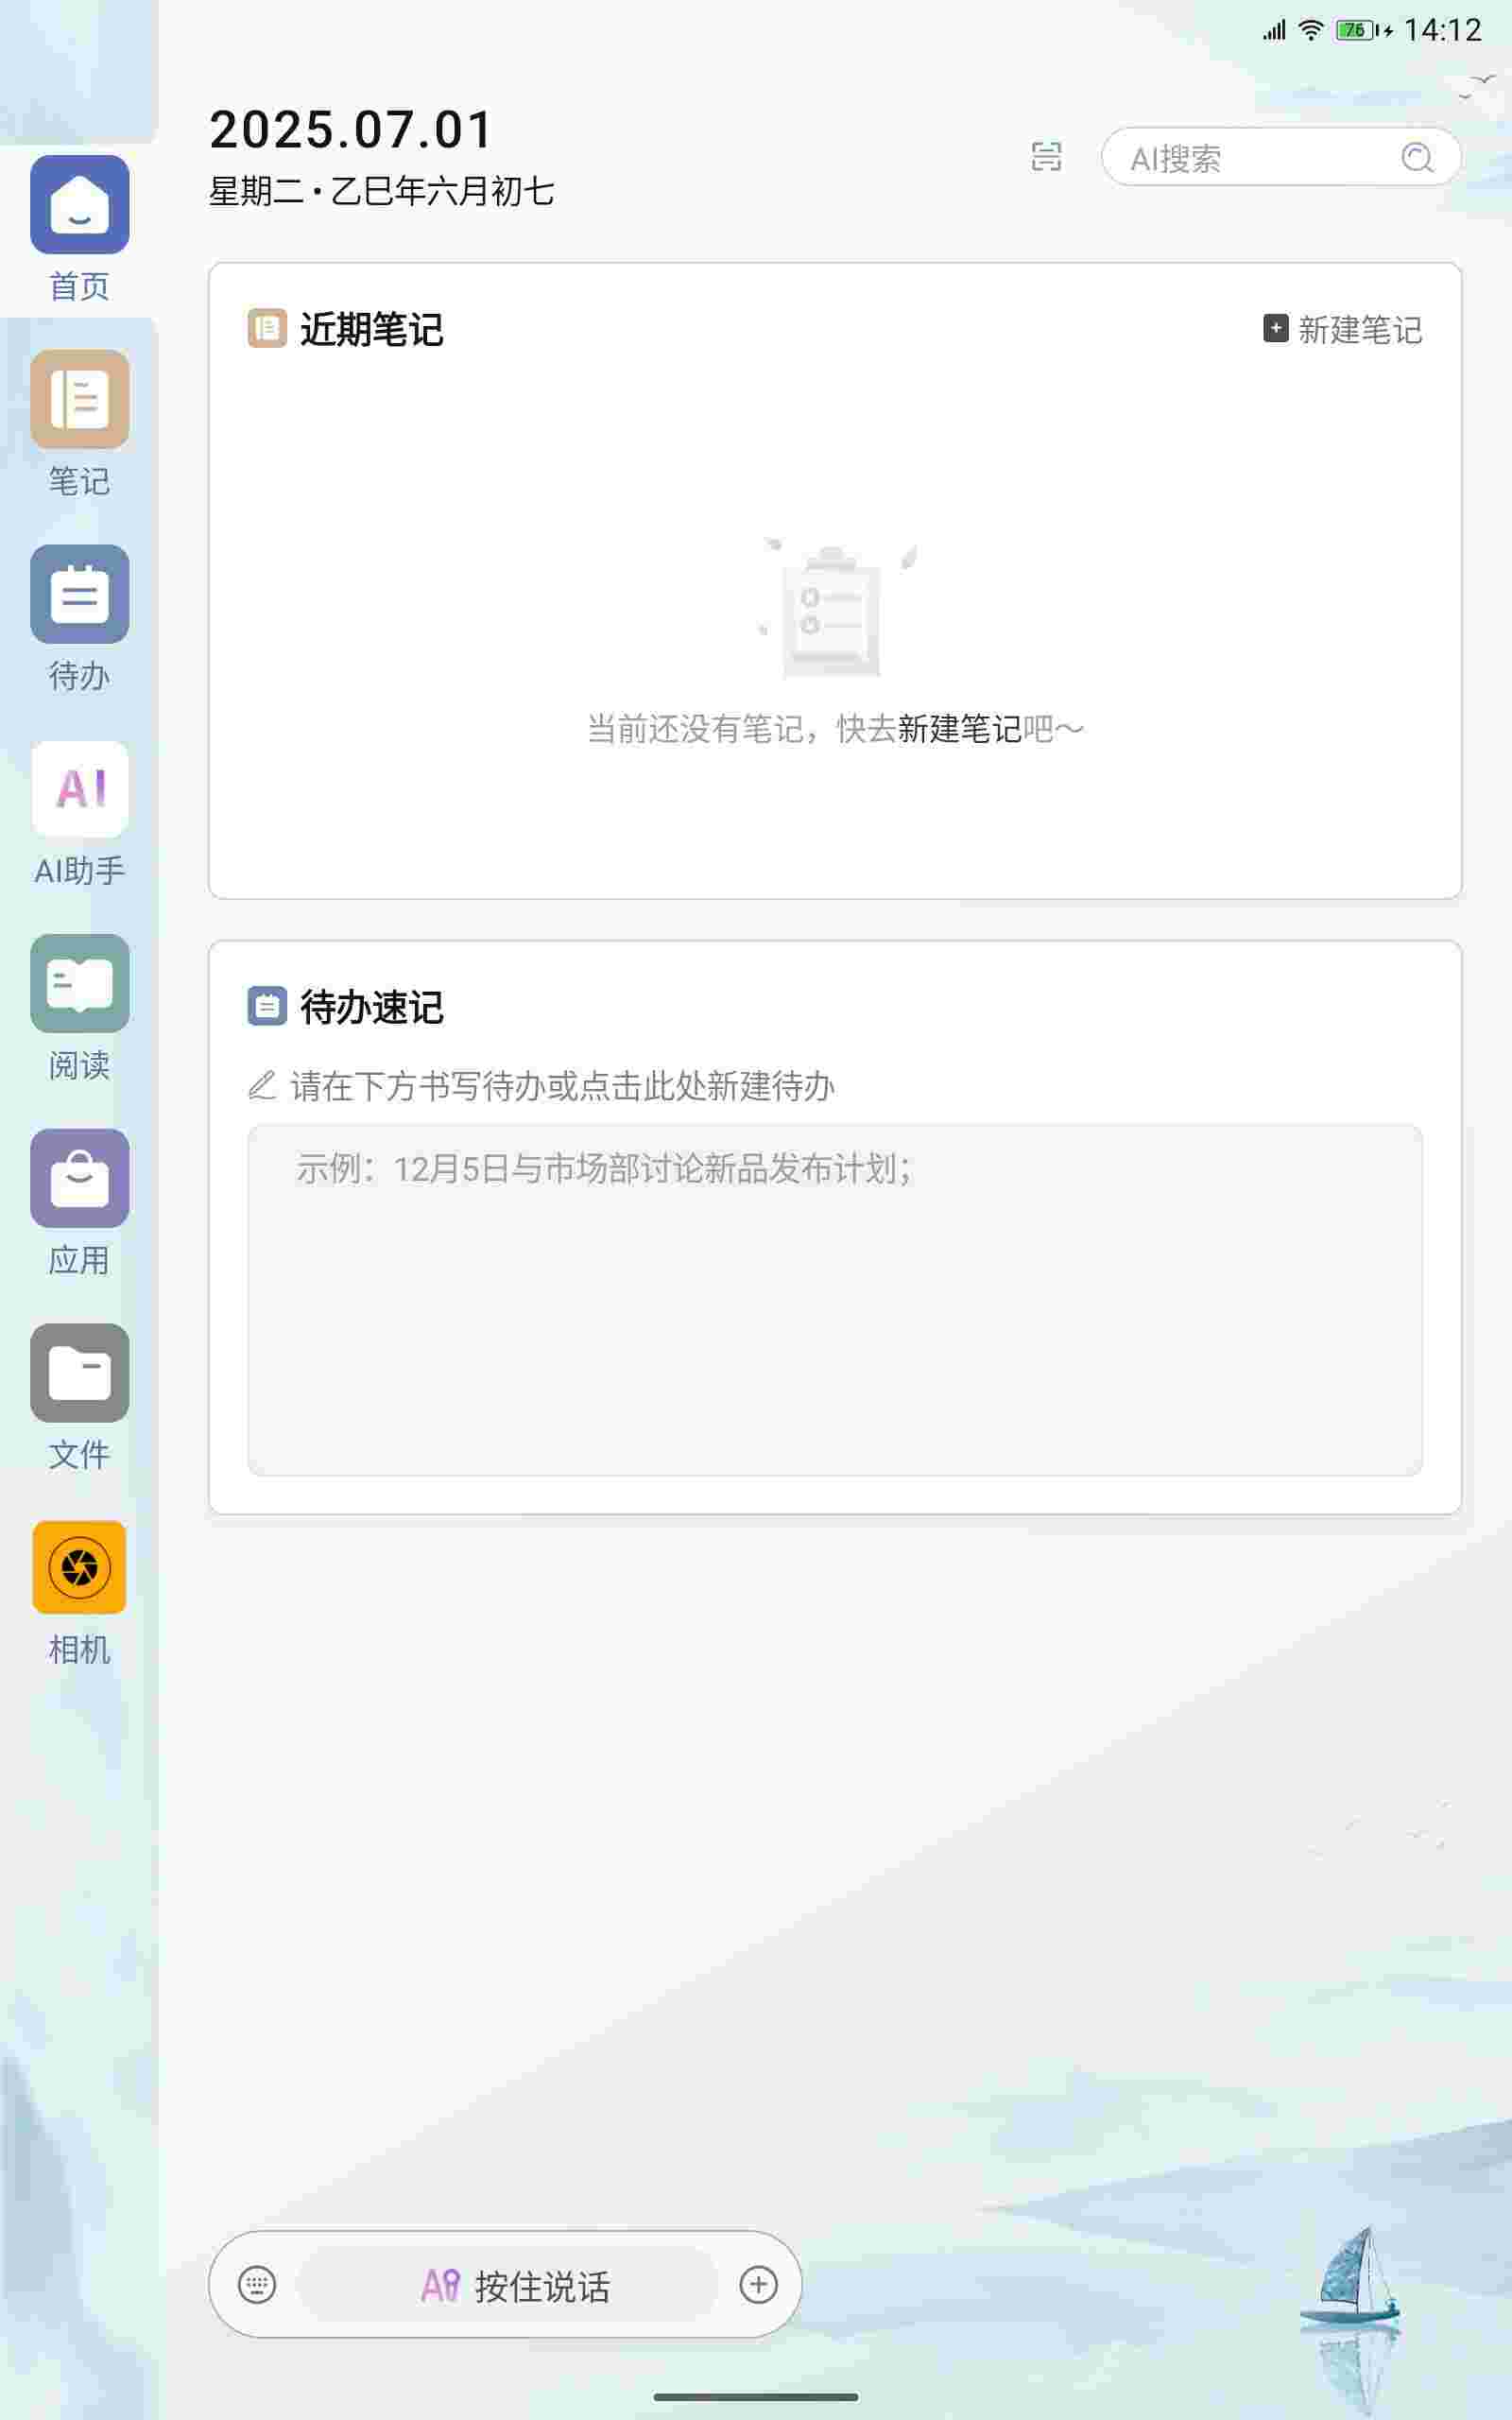 76 14:12
2025.07.01
星期二·乙巳年六月初七
AI搜索
首页
笔记
待办
AI
AI助手
阅读
应用
文件
相机
近期笔记
新建笔记
当前还没有笔记，快去新建笔记吧～
待办速记
请在下方书写待办或点击此处新建待办
示例：12月5日与市场部讨论新品发布计划；
按住说话